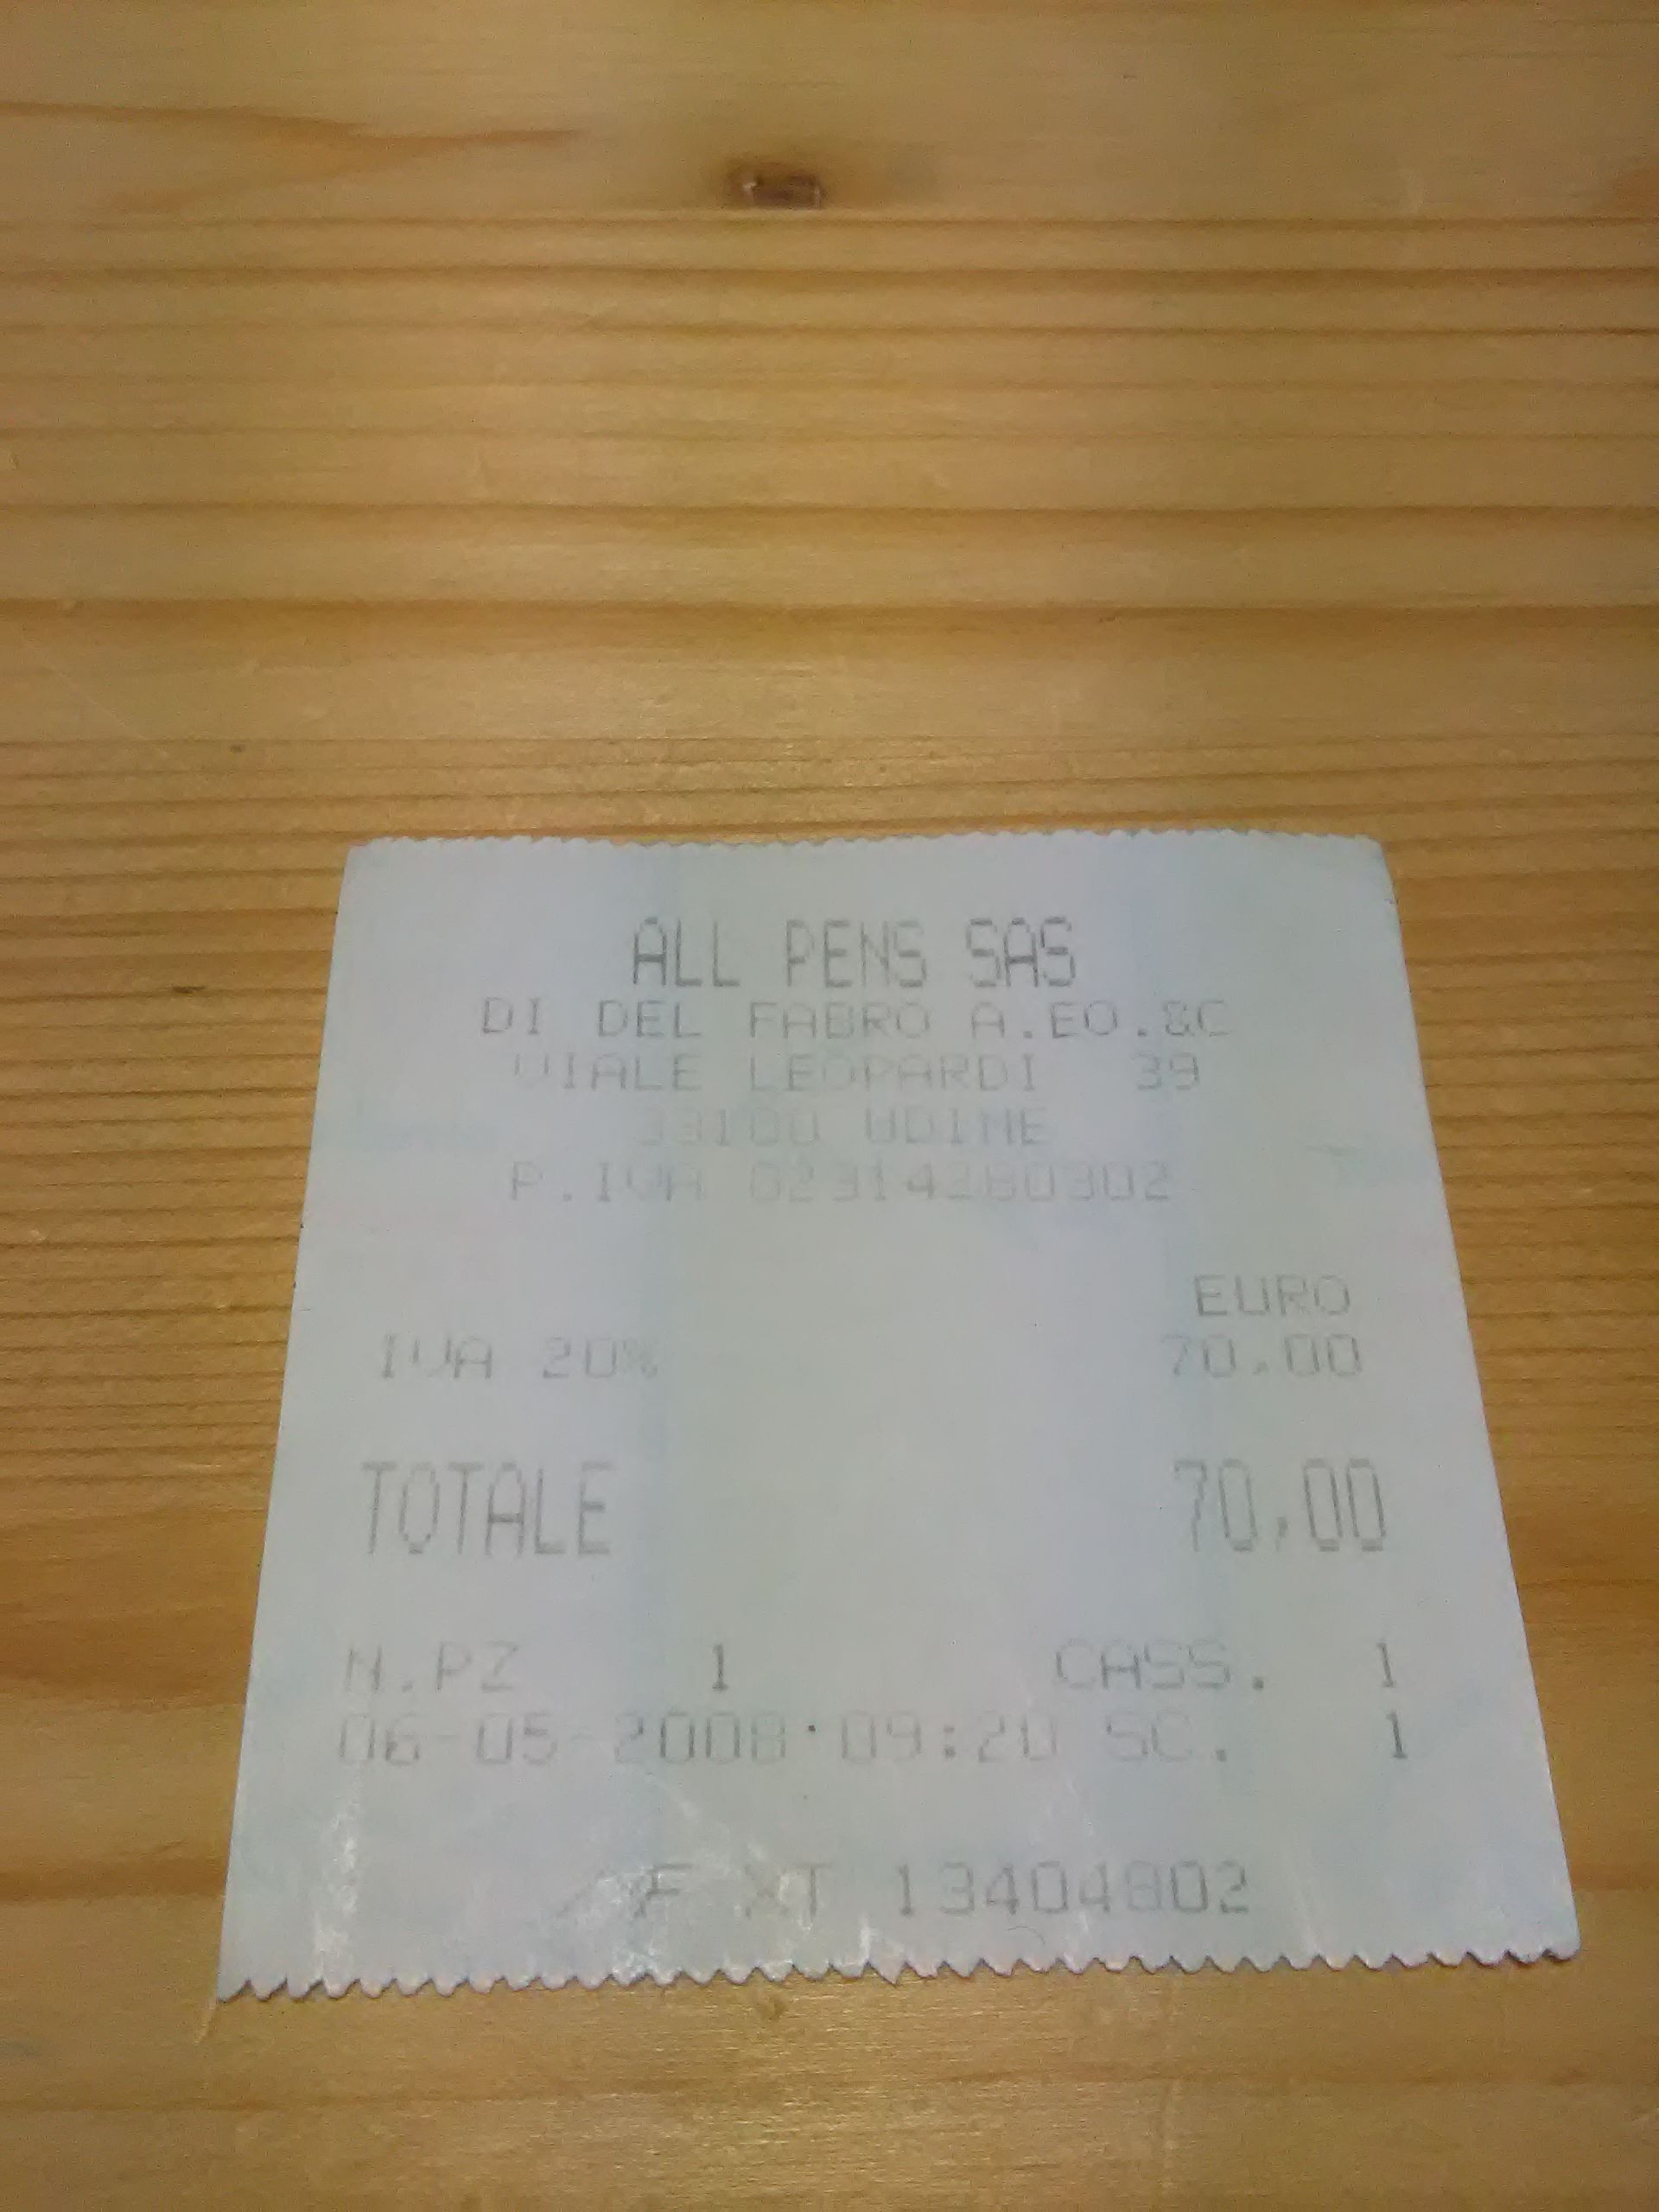 ALL PENS SAS
DI DEL FABRO A.EO.&C
VIALE LEOPARDI 39
33100 UDINE
P.IVA 02314280302
EURO
IVA 20% 70,00
TOTALE 70,00
N.PZ 1 CASS. 1
06-05-2008 09:20 SC. 1
F XT 13404802